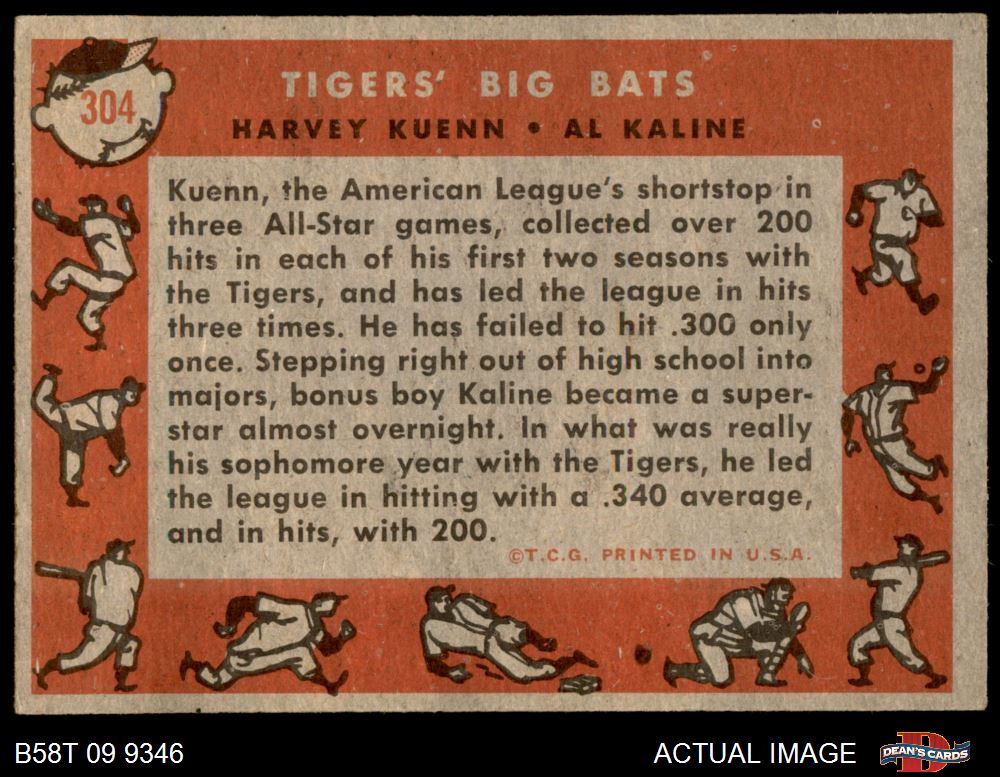 304
TIGERS' BIG BATS
HARVEY KUENN • AL KALINE
Kuenn, the American League's shortstop in
three All-Star games, collected over 200
hits in each of his first two seasons with
the Tigers, and has led the league in hits
three times. He has failed to hit .300 only
once. Stepping right out of high school into
majors, bonus boy Kaline became a super-
star almost overnight. In what was really
his sophomore year with the Tigers, he led
the league in hitting with a .340 average,
and in hits, with 200.
©T.C.G. PRINTED IN U.S.A.
B58T 09 9346
ACTUAL IMAGE
D
DEAN'S CARDS